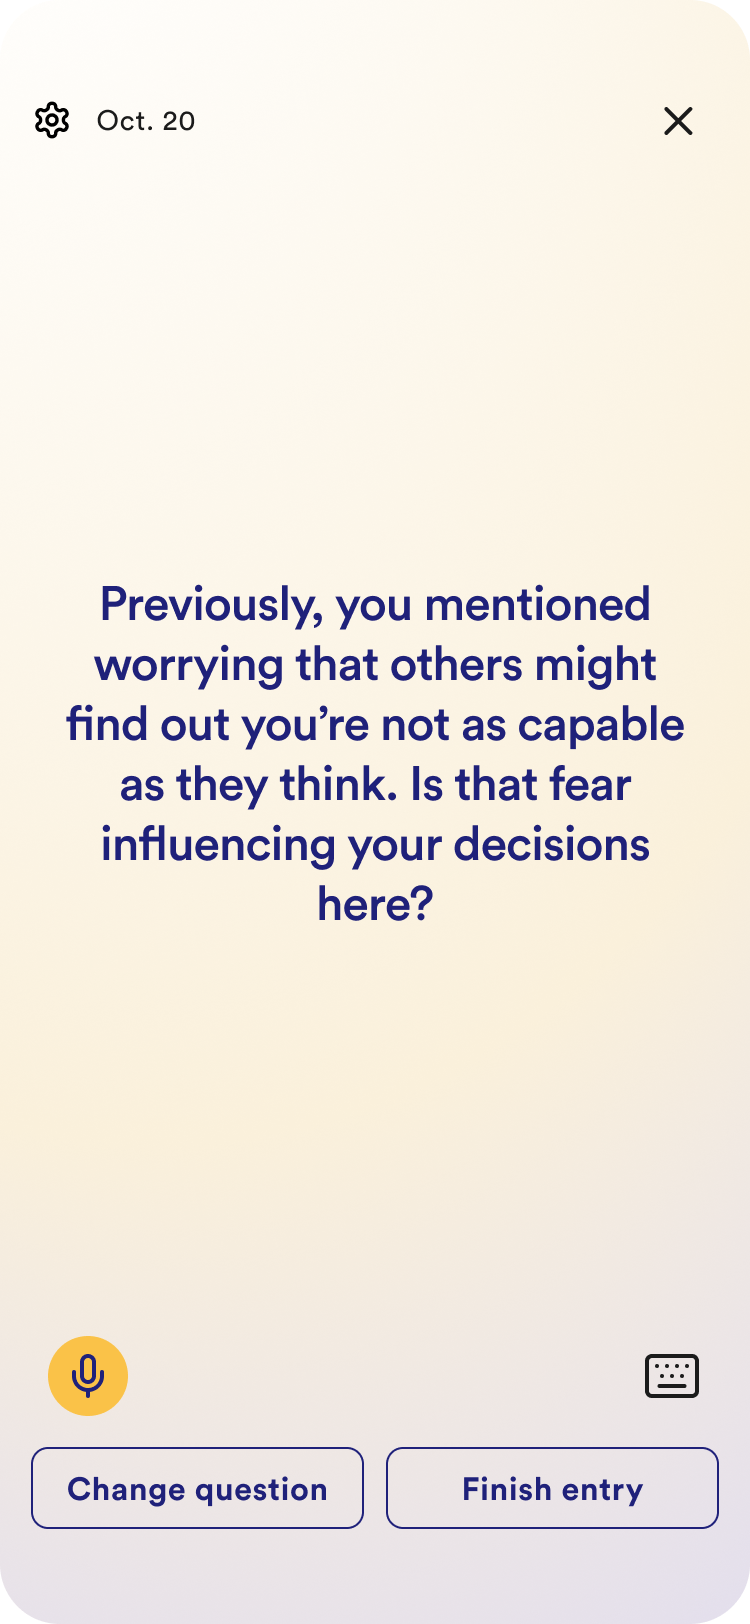 Oct. 20
Previously, you mentioned
worrying that others might
find out you’re not as capable
as they think. Is that fear
influencing your decisions
here?
Change question
Finish entry